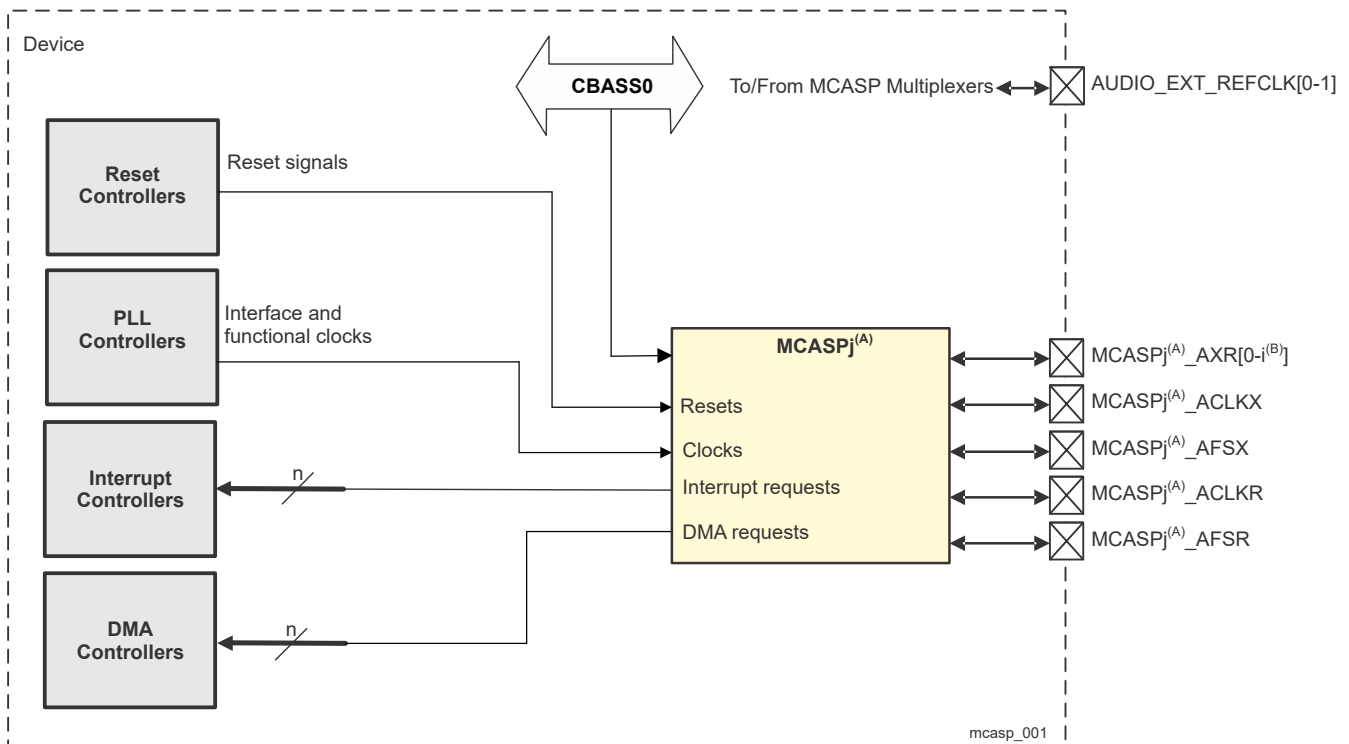 Device
CBASS0
To/From MCASP Multiplexers
AUDIO_EXT_REFCLK[0-1]
Reset
Controllers
Reset signals
PLL
Controllers
Interface and
functional clocks
MCASPj(A)
Resets
Clocks
Interrupt requests
DMA requests
MCASPj(A)_AXR[0-i(B)]
MCASPj(A)_ACLKX
MCASPj(A)_AFSX
MCASPj(A)_ACLKR
MCASPj(A)_AFSR
Interrupt
Controllers
n
DMA
Controllers
n
mcasp_001